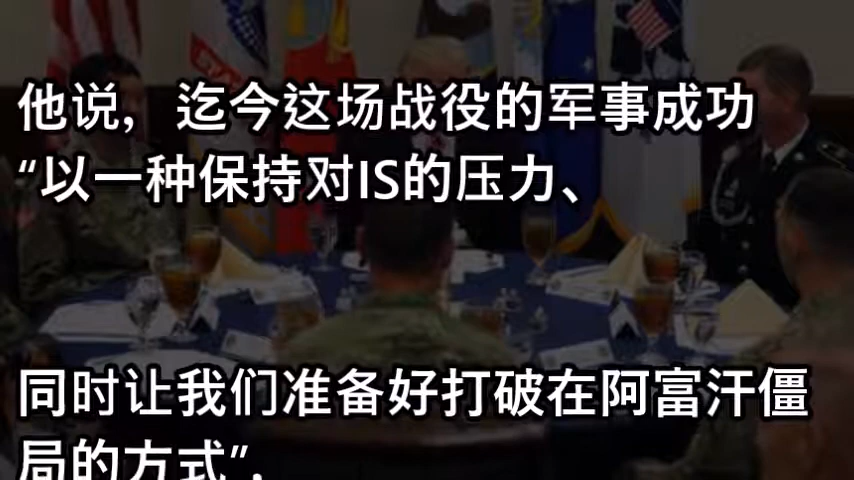 他说，迄今这场战役的军事成功
“以一种保持对IS的压力、
同时让我们准备好打破在阿富汗僵
局的方式”.